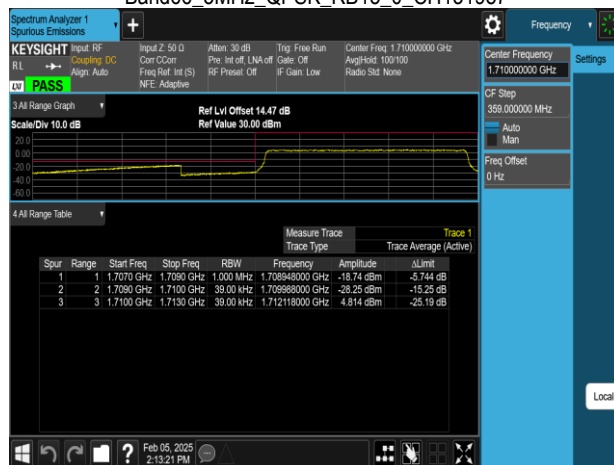 Spectrum Analyzer 1
Spurious Emissions
Frequency
KEYSIGHT
Input: RF
Coupling: DC
Align: Auto
Input Z: 50 Ω
Corr CCorr
Freq Ref: Int (S)
NFE: Adaptive
Atten: 30 dB
Pre: Int off, LNA off
RF Preset: Off
Trig: Free Run
Gate: Off
IF Gain: Low
Center Freq: 1.710000000 GHz
Avg|Hold: 100/100
Radio Std: None
RL
LXI PASS
Center Frequency
1.710000000 GHz
Settings
CF Step
359.000000 MHz
Auto
Man
Freq Offset
0 Hz
3 All Range Graph
Scale/Div 10.0 dB
Ref Lvl Offset 14.47 dB
Ref Value 30.00 dBm
20.0
0.00
-20.0
-40.0
-60.0
4 All Range Table
Measure Trace Trace 1
Trace Type Trace Average (Active)
Spur Range Start Freq Stop Freq RBW Frequency Amplitude ΔLimit
1 1 1.7070 GHz 1.7090 GHz 1.000 MHz 1.708948000 GHz -18.74 dBm -5.744 dB
2 2 1.7090 GHz 1.7100 GHz 39.00 kHz 1.709988000 GHz -28.25 dBm -15.25 dB
3 3 1.7100 GHz 1.7130 GHz 39.00 kHz 1.712118000 GHz 4.814 dBm -25.19 dB
Local
Feb 05, 2025
2:13:21 PM